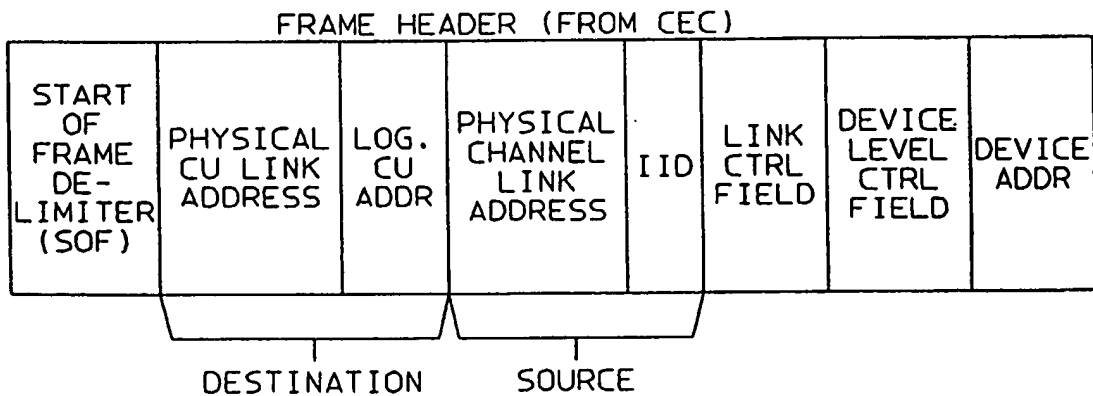 FRAME HEADER (FROM CEC)
START
OF
FRAME
DE-
LIMITER
(SOF)
PHYSICAL
CU LINK
ADDRESS
LOG.
CU
ADDR
PHYSICAL
CHANNEL
LINK
ADDRESS
IID
LINK
CTRL
FIELD
DEVICE
LEVEL
CTRL
FIELD
DEVICE
ADDR
DESTINATION
SOURCE